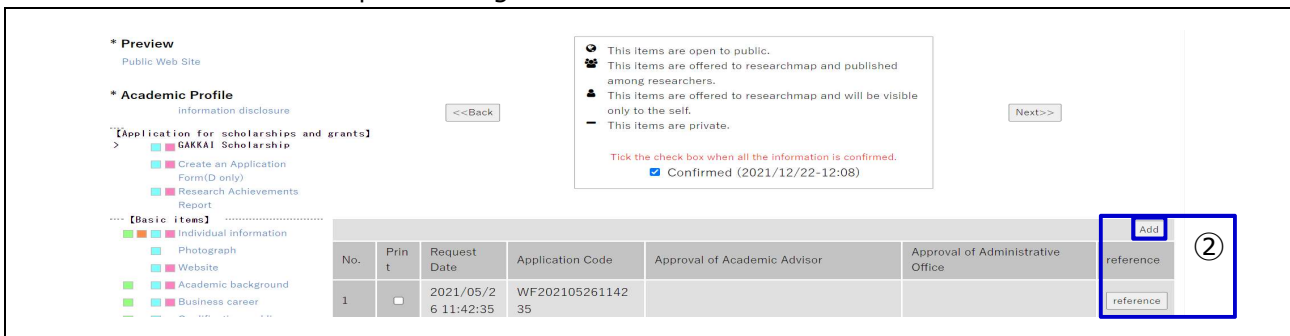 * Preview
Public Web Site
* Academic Profile
information disclosure
【Application for scholarships and grants】
> GAKKAI Scholarship
Create an Application
Form(D only)
Research Achievements
Report
【Basic items】
Individual information
Photograph
Website
Academic background
Business career
<<Back
This items are open to public.
This items are offered to researchmap and published
among researchers.
This items are offered to researchmap and will be visible
only to the self.
This items are private.
Tick the check box when all the information is confirmed.
Confirmed (2021/12/22-12:08)
Next>>
Add
②
No. Prin
t Request
Date Application Code Approval of Academic Advisor Approval of Administrative
Office reference
1 2021/05/2
6 11:42:35 WF202105261142
35 reference